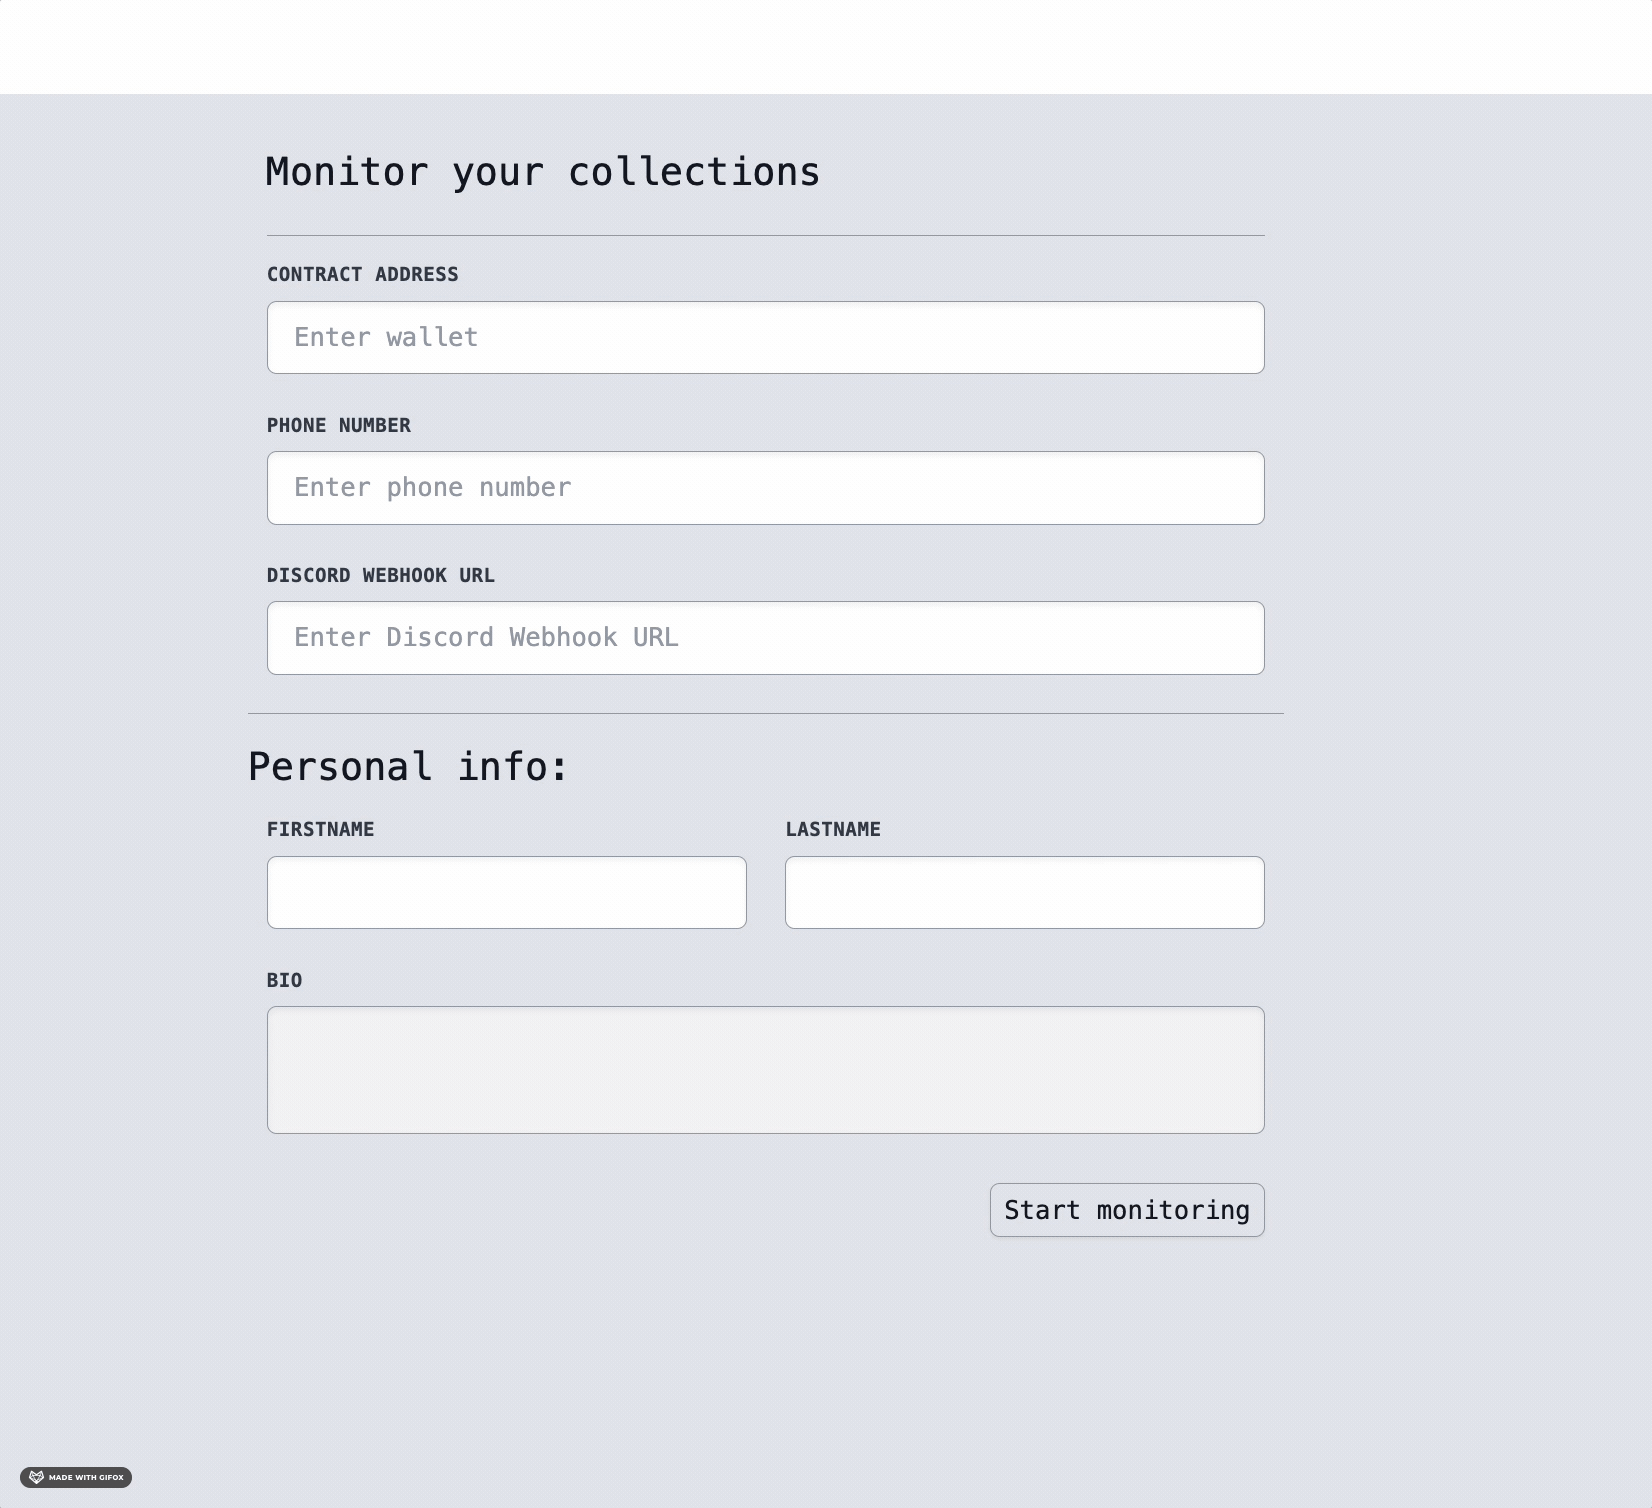 Monitor your collections
CONTRACT ADDRESS
Enter wallet
PHONE NUMBER
Enter phone number
DISCORD WEBHOOK URL
Enter Discord Webhook URL
Personal info:
FIRSTNAME LASTNAME
BIO
Start monitoring
MADE WITH GIFOX